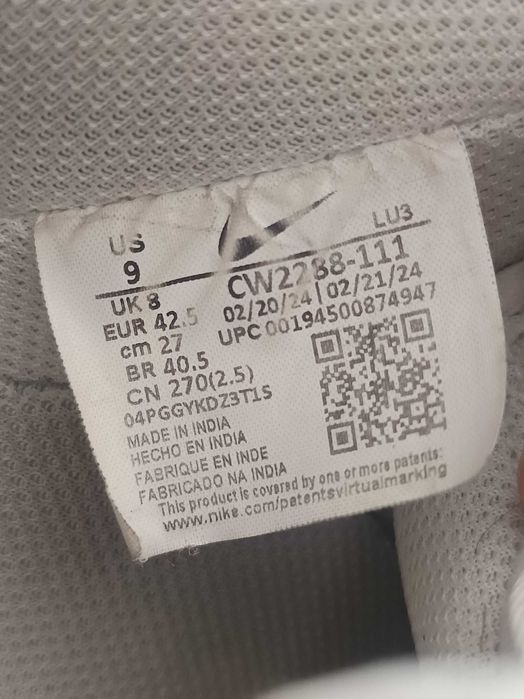 US
9
LU3
UK 8
CW2288-111
EUR 42.5
02/20/24 | 02/21/24
cm 27
UPC 00194500874947
BR 40.5
CN 270(2.5)
04PGGYKDZ3T1S
MADE IN INDIA
HECHO EN INDIA
FABRIQUE EN INDE
FABRICADO NA INDIA
This product is covered by one or more patents:
www.nike.com/patentsvirtualmarking